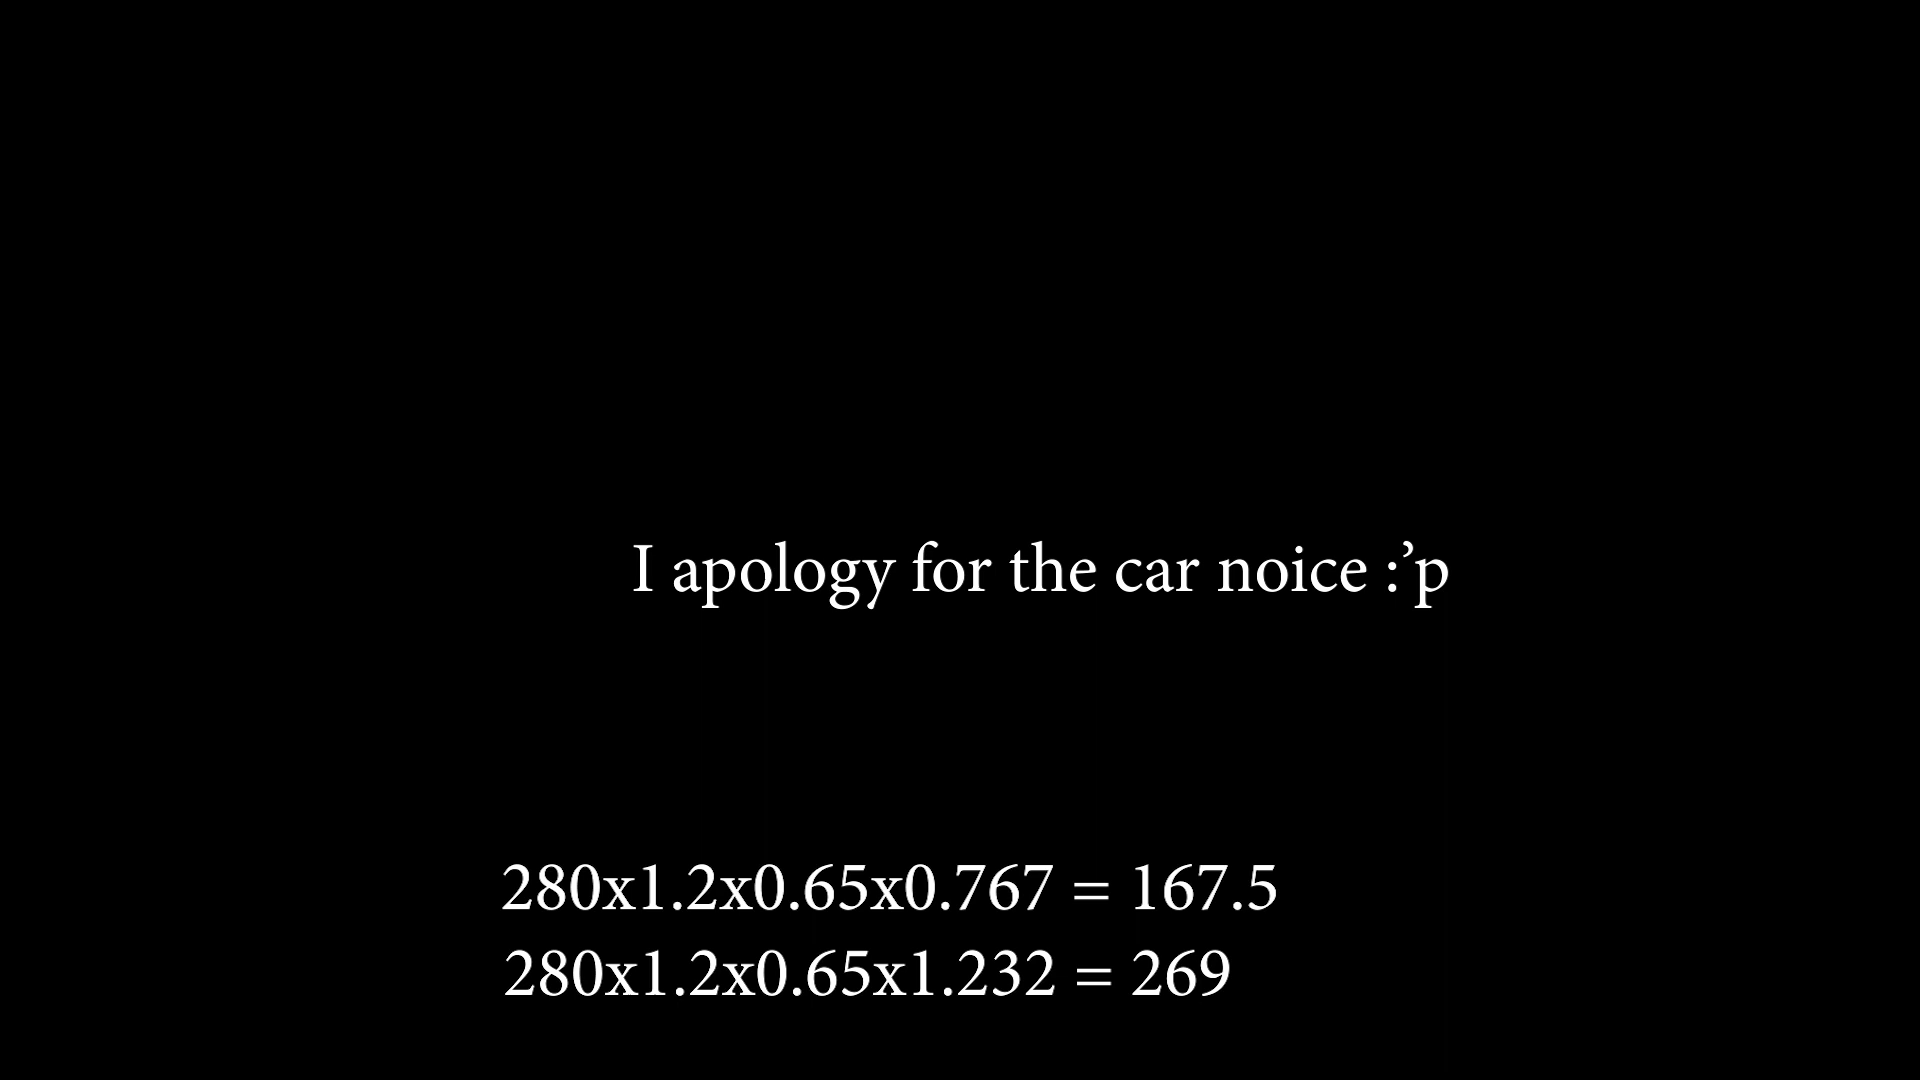 I apology for the car noice :’p
280x1.2x0.65x0.767 = 167.5
280x1.2x0.65x1.232 = 269